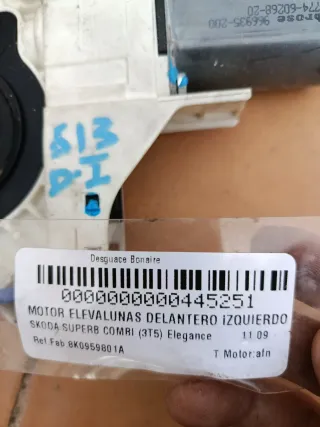 brose
966935-200
774-60268-20
613
D-I
Desguace Bonaire
0000000000445251
MOTOR ELEVALUNAS DELANTERO IZQUIERDO
SKODA SUPERB COMBI (3T5) Elegance 11.09
Ref.Fab.8K0959801A
T.Motor:afn